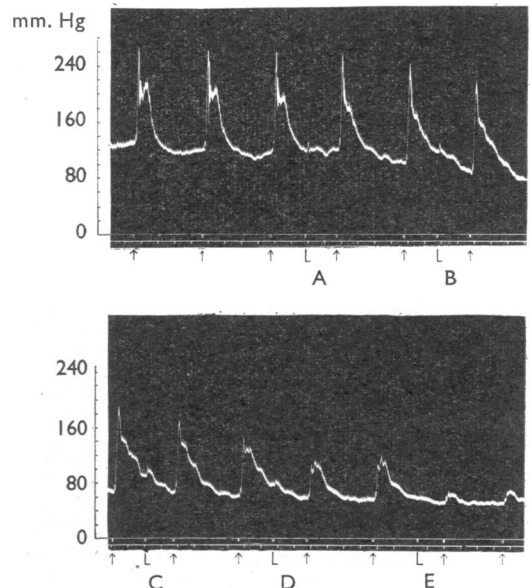 mm. Hg
240
160
80
0
↑ ↑ ↑ L ↑ ↑ L ↑
A B
240
160
80
0
↑ L ↑ ↑ L ↑ ↑ L ↑ ↑
C D E